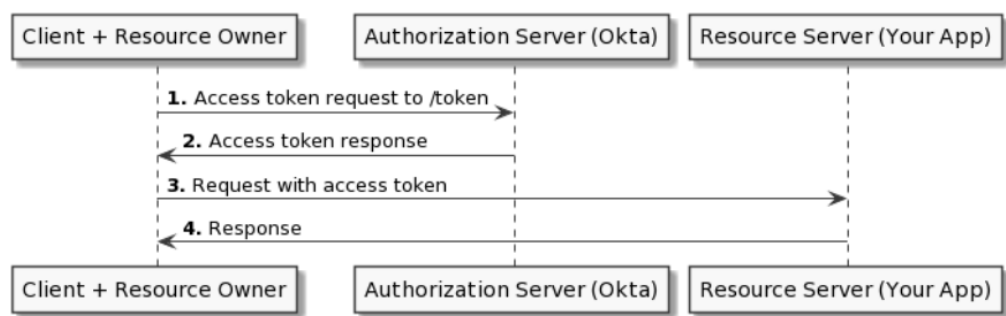 Client + Resource Owner
Authorization Server (Okta)
Resource Server (Your App)
1. Access token request to /token
2. Access token response
3. Request with access token
4. Response
Client + Resource Owner
Authorization Server (Okta)
Resource Server (Your App)